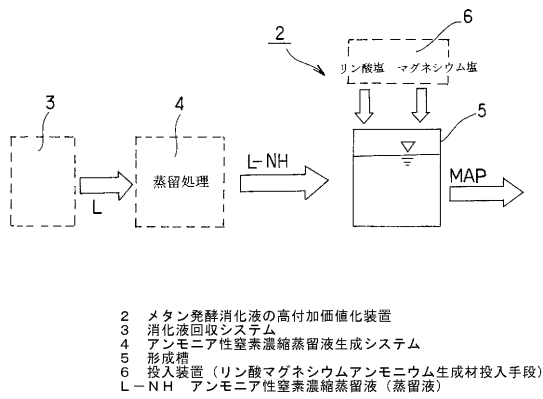 6
2
リン酸塩 マグネシウム塩
3
4
5
蒸留処理
L-NH
MAP
L
2 メタン発酵消化液の高付加価値化装置
3 消化液回収システム
4 アンモニア性窒素濃縮蒸留液生成システム
5 形成槽
6 投入装置（リン酸マグネシウムアンモニウム生成材投入手段）
L－NH アンモニア性窒素濃縮蒸留液（蒸留液）